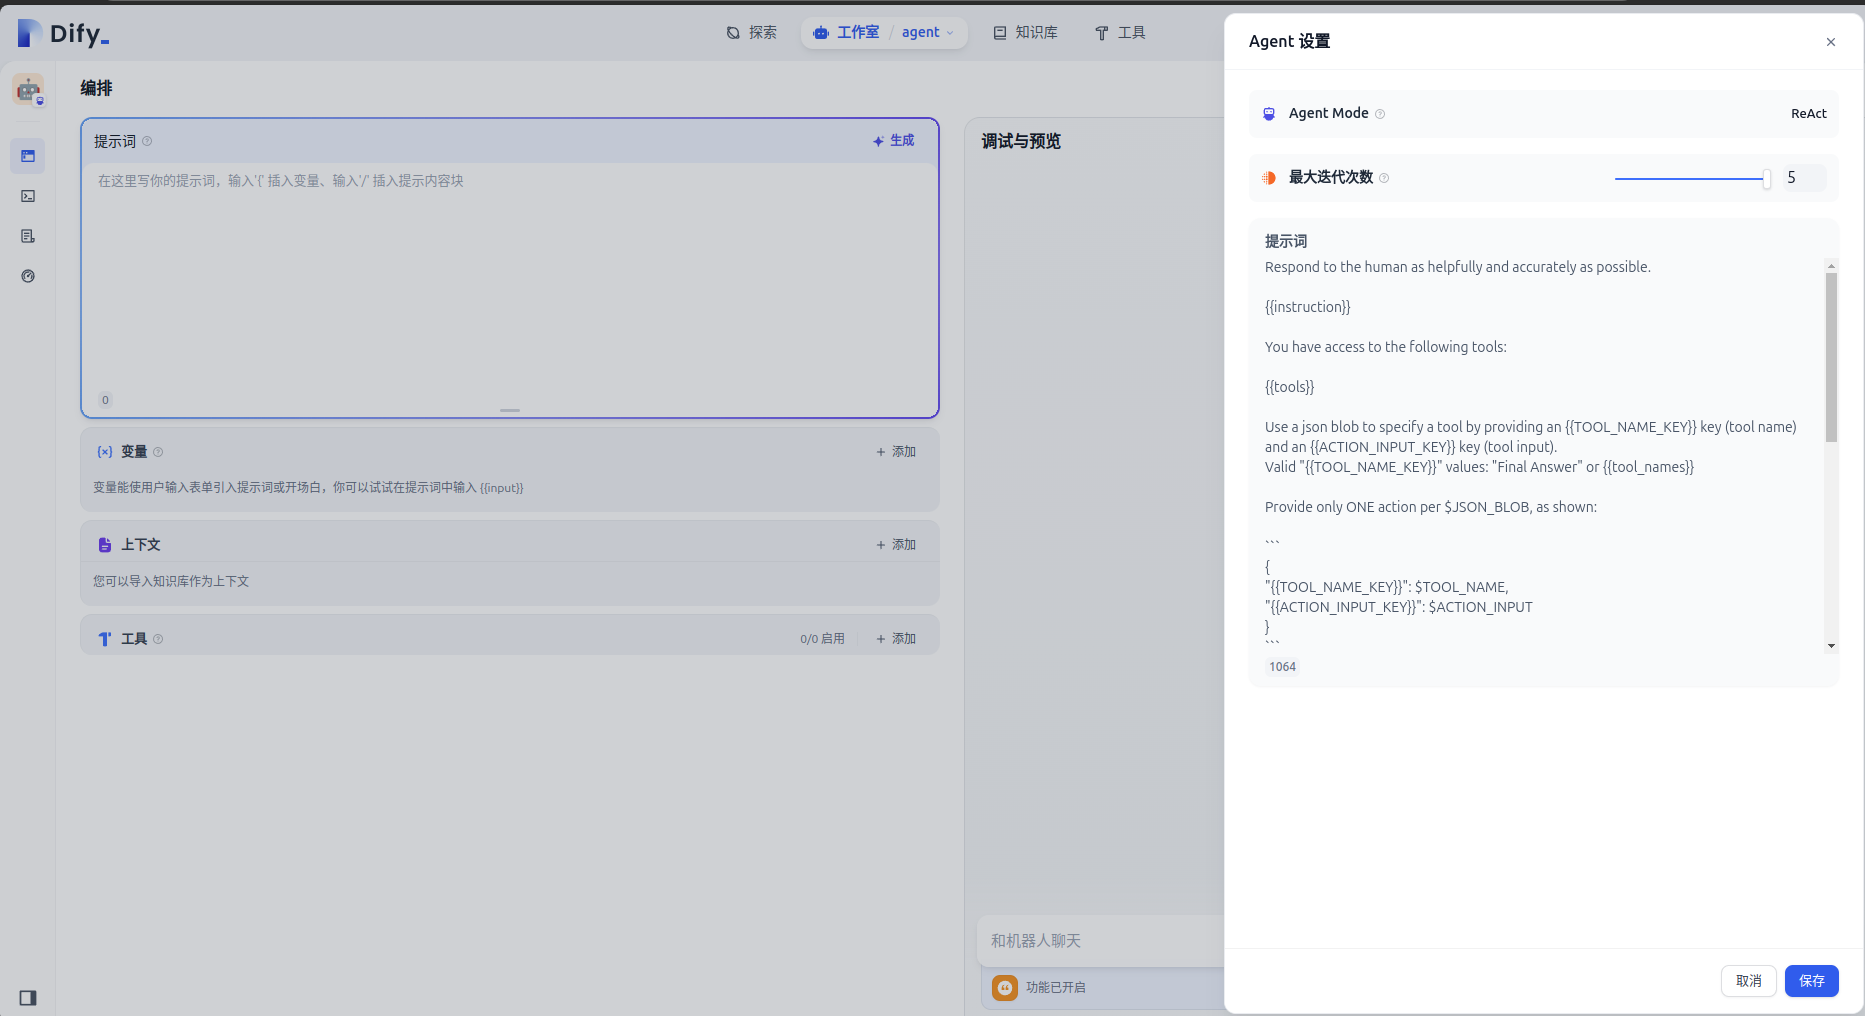 Dify_
探索
工作室 / agent
知识库
工具
编排
提示词
生成
在这里写你的提示词，输入'{' 插入变量、输入'/' 插入提示内容块
0
{x} 变量
+ 添加
变量能使用户输入表单引入提示词或开场白，你可以试试在提示词中输入 {{input}}
上下文
+ 添加
您可以导入知识库作为上下文
工具
0/0 启用
+ 添加
调试与预览
和机器人聊天
功能已开启
Agent 设置
Agent Mode
ReAct
最大迭代次数
5
提示词
Respond to the human as helpfully and accurately as possible.
{{instruction}}
You have access to the following tools:
{{tools}}
Use a json blob to specify a tool by providing an {{TOOL_NAME_KEY}} key (tool name)
and an {{ACTION_INPUT_KEY}} key (tool input).
Valid "{{TOOL_NAME_KEY}}" values: "Final Answer" or {{tool_names}}
Provide only ONE action per $JSON_BLOB, as shown:
```
{
"{{TOOL_NAME_KEY}}": $TOOL_NAME,
"{{ACTION_INPUT_KEY}}": $ACTION_INPUT
}
```
1064
取消
保存